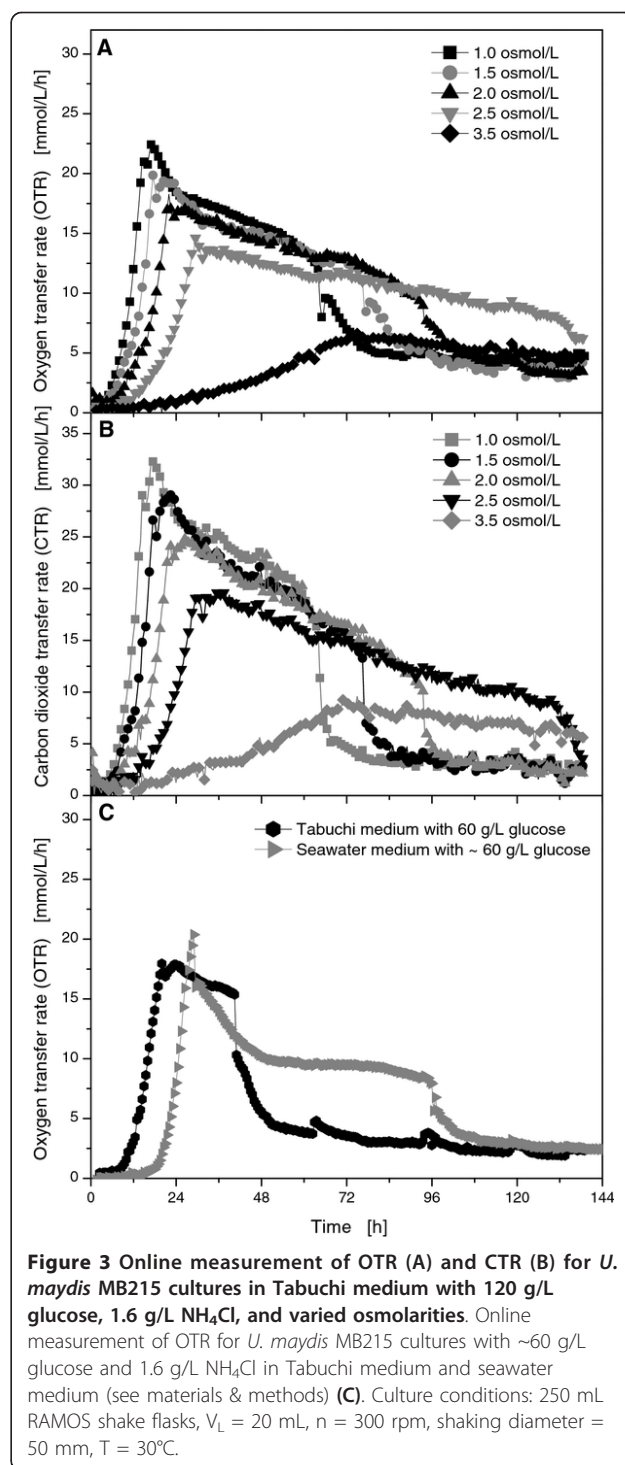 A
Oxygen transfer rate (OTR) [mmol/L/h]
30
25
20
15
10
5
0
1.0 osmol/L
1.5 osmol/L
2.0 osmol/L
2.5 osmol/L
3.5 osmol/L
B
Carbon dioxide transfer rate (CTR) [mmol/L/h]
35
30
25
20
15
10
5
0
1.0 osmol/L
1.5 osmol/L
2.0 osmol/L
2.5 osmol/L
3.5 osmol/L
C
Oxygen transfer rate (OTR) [mmol/L/h]
30
25
20
15
10
5
0
Tabuchi medium with 60 g/L glucose
Seawater medium with ~ 60 g/L glucose
0 24 48 72 96 120 144
Time [h]
Figure 3 Online measurement of OTR (A) and CTR (B) for U.
maydis MB215 cultures in Tabuchi medium with 120 g/L
glucose, 1.6 g/L NH₄Cl, and varied osmolarities. Online
measurement of OTR for U. maydis MB215 cultures with ~60 g/L
glucose and 1.6 g/L NH₄Cl in Tabuchi medium and seawater
medium (see materials & methods) (C). Culture conditions: 250 mL
RAMOS shake flasks, V_L = 20 mL, n = 300 rpm, shaking diameter =
50 mm, T = 30°C.